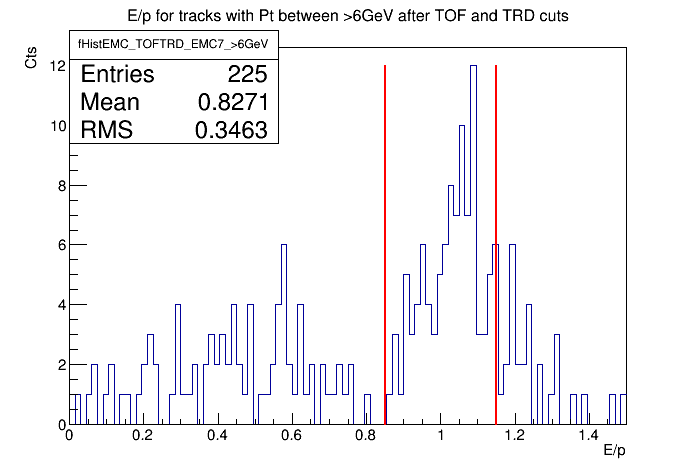 E/p for tracks with Pt between >6GeV after TOF and TRD cuts
fHistEMC_TOFTRD_EMC7_>6GeV
Entries 225
Mean 0.8271
RMS 0.3463
Cts
12
10
8
6
4
2
0
0 0.2 0.4 0.6 0.8 1 1.2 1.4
E/p